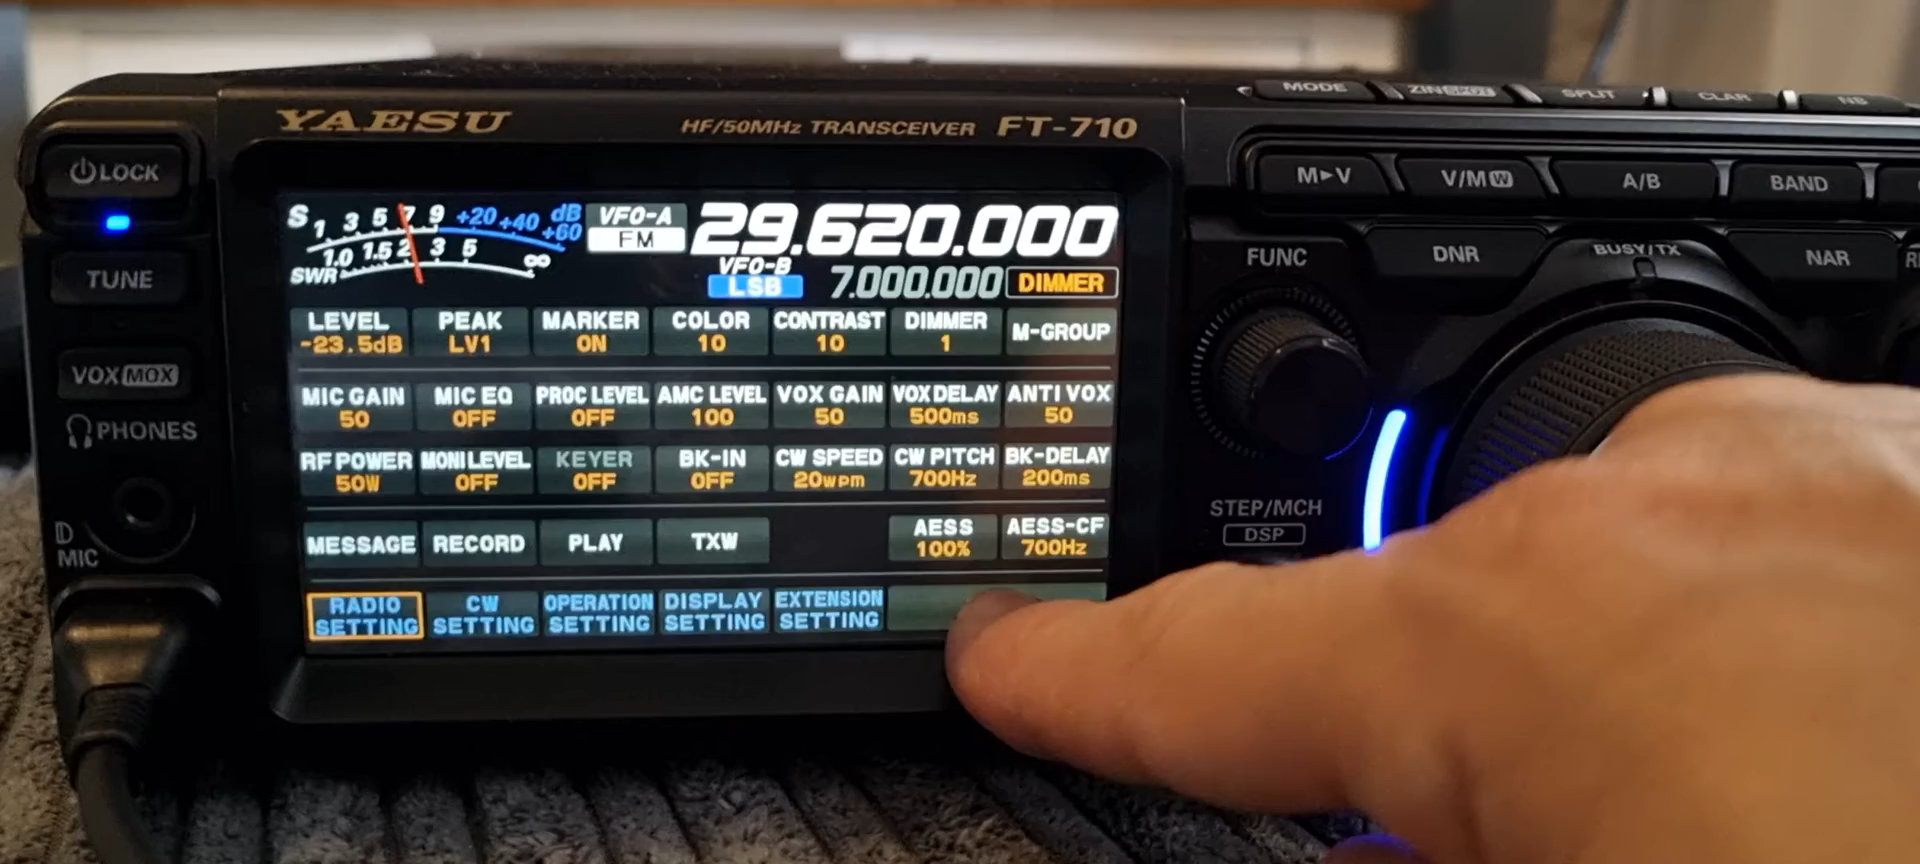 MODE ZIN SPOT SPLIT CLAR NB
YAESU HF/50MHz TRANSCEIVER FT-710
LOCK
M►V V/M W A/B BAND
S 1 3 5 7 9 +20 +40 +60 dB
1.0 1.5 2 3 5 ∞
SWR
VFO-A
FM
29.620.000
VFO-B
LSB
7.000.000
DIMMER
FUNC DNR BUSY/TX NAR
TUNE
LEVEL PEAK MARKER COLOR CONTRAST DIMMER M-GROUP
-23.5dB LV1 ON 10 10 1
VOX MOX
MIC GAIN MIC EQ PROC LEVEL AMC LEVEL VOX GAIN VOX DELAY ANTI VOX
50 OFF OFF 100 50 500ms 50
PHONES
RF POWER MONI LEVEL KEYER BK-IN CW SPEED CW PITCH BK-DELAY
50W OFF OFF OFF 20wpm 700Hz 200ms
STEP/MCH
DSP
MESSAGE RECORD PLAY TXW AESS AESS-CF
100% 700Hz
MIC
RADIO SETTING CW SETTING OPERATION SETTING DISPLAY SETTING EXTENSION SETTING